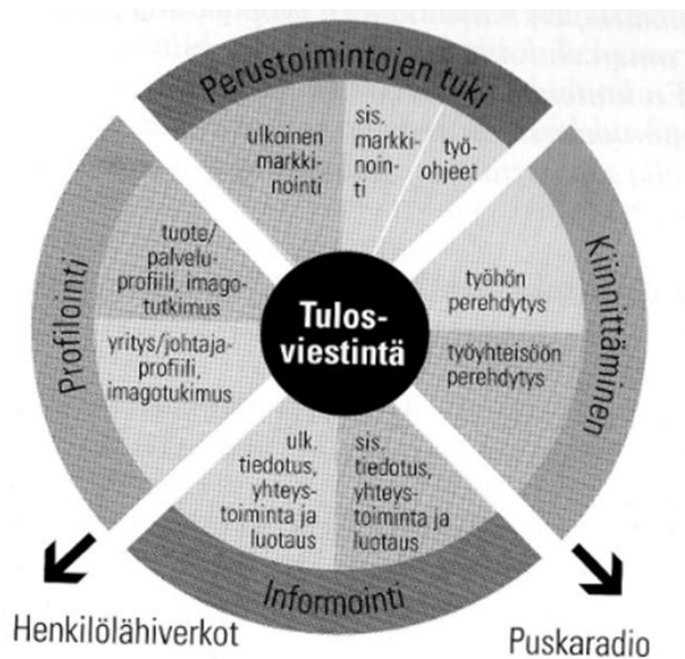 Perustoimintojen tuki
ulkoinen
markki-
nointi
sis.
markki-
noin-
ti
työ-
ohjeet
Profilointi
tuote/
palvelu-
profiili, imago-
tutkimus
yritys/johtaja-
profiili,
imagotukimus
Tulos-
viestintä
Kiinnittäminen
työhön
perehdytys
työyhteisöön
perehdytys
ulk.
tiedotus,
yhteys-
toiminta ja
luotaus
sis.
tiedotus,
yhteys-
toiminta ja
luotaus
Informointi
Henkilölähiverkot
Puskaradio